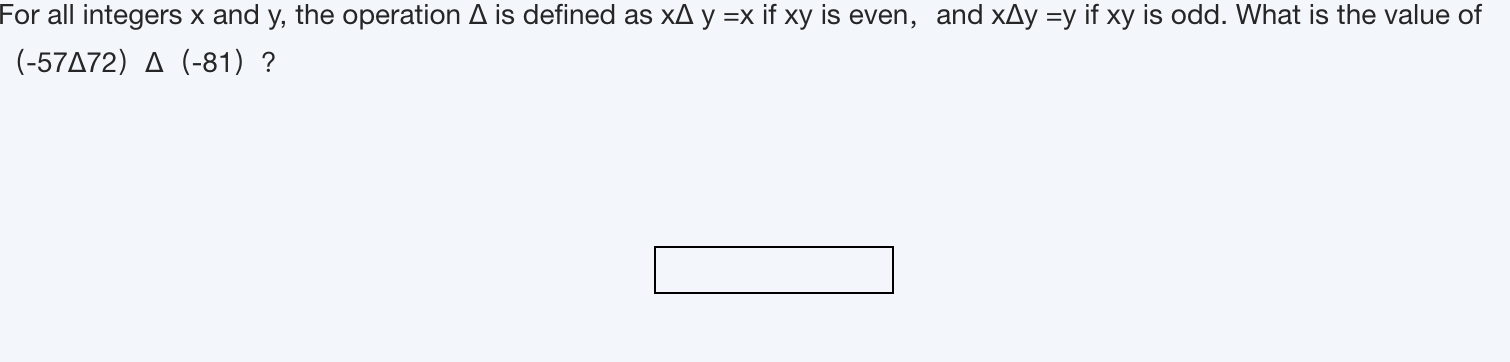 For all integers x and y, the operation Δ is defined as xΔ y =x if xy is even， and xΔy =y if xy is odd. What is the value of
（-57Δ72）Δ（-81）?